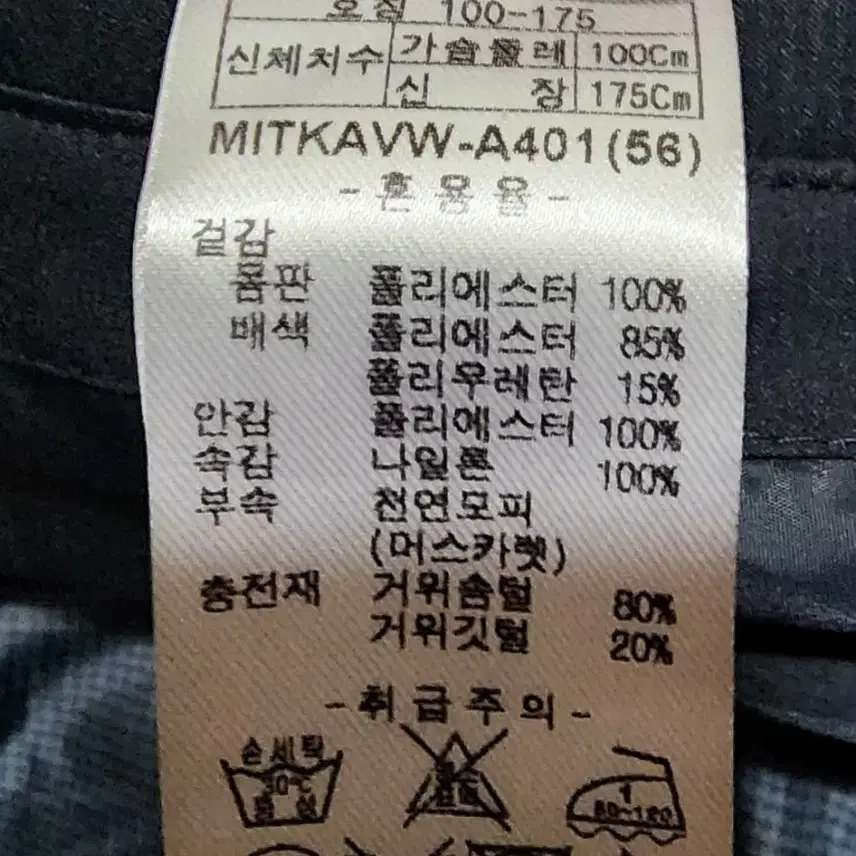 호칭 100-175
신체치수 가슴둘레 100Cm
신 장 175Cm
MITKAVW-A401(56)
- 혼용율 -
겉감
몸판 폴리에스터 100%
배색 폴리에스터 85%
폴리우레탄 15%
안감 폴리에스터 100%
속감 나일론 100%
부속 천연모피
(머스카렛)
충전재 거위솜털 80%
거위깃털 20%
- 취급주의 -
손세탁
30℃
중성
1
80~120